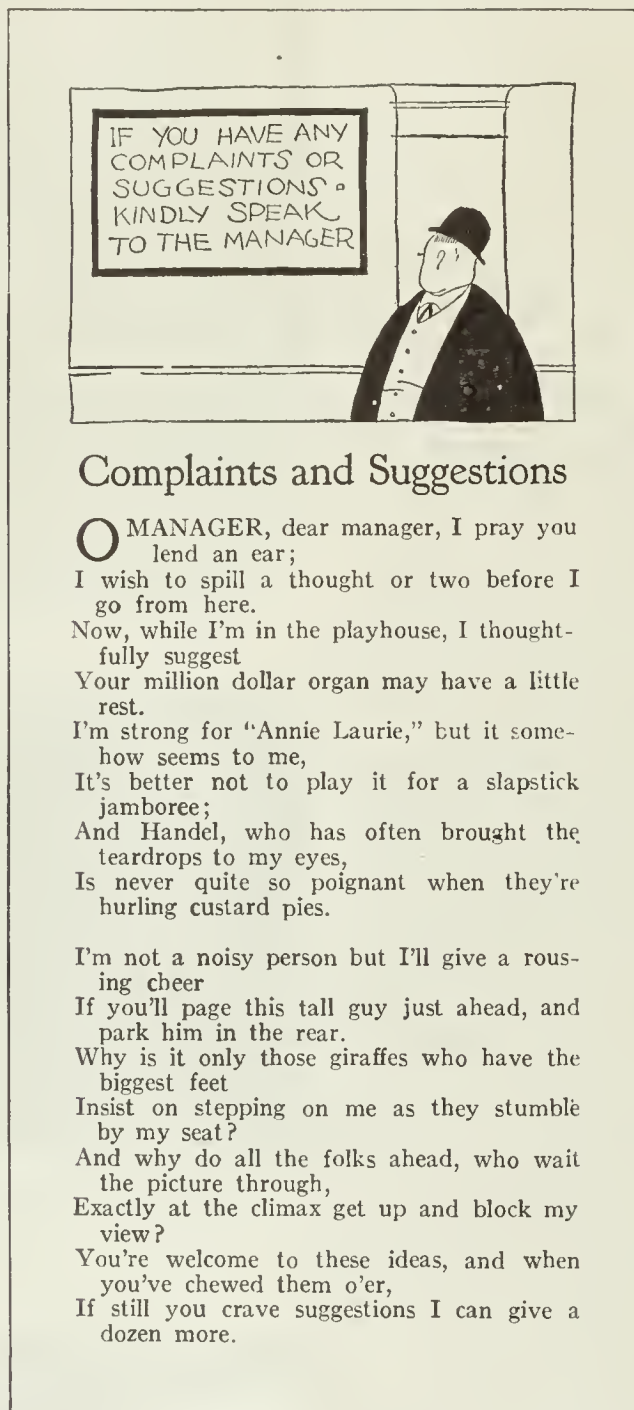 IF YOU HAVE ANY
COMPLAINTS OR
SUGGESTIONS -
KINDLY SPEAK
TO THE MANAGER
Complaints and Suggestions
O MANAGER, dear manager, I pray you
lend an ear;
I wish to spill a thought or two before I
go from here.
Now, while I'm in the playhouse, I thought-
fully suggest
Your million dollar organ may have a little
rest.
I'm strong for "Annie Laurie," but it some-
how seems to me,
It's better not to play it for a slapstick
jamboree;
And Handel, who has often brought the
teardrops to my eyes,
Is never quite so poignant when they're
hurling custard pies.
I'm not a noisy person but I'll give a rous-
ing cheer
If you'll page this tall guy just ahead, and
park him in the rear.
Why is it only those giraffes who have the
biggest feet
Insist on stepping on me as they stumble
by my seat?
And why do all the folks ahead, who wait
the picture through,
Exactly at the climax get up and block my
view?
You're welcome to these ideas, and when
you've chewed them o'er,
If still you crave suggestions I can give a
dozen more.